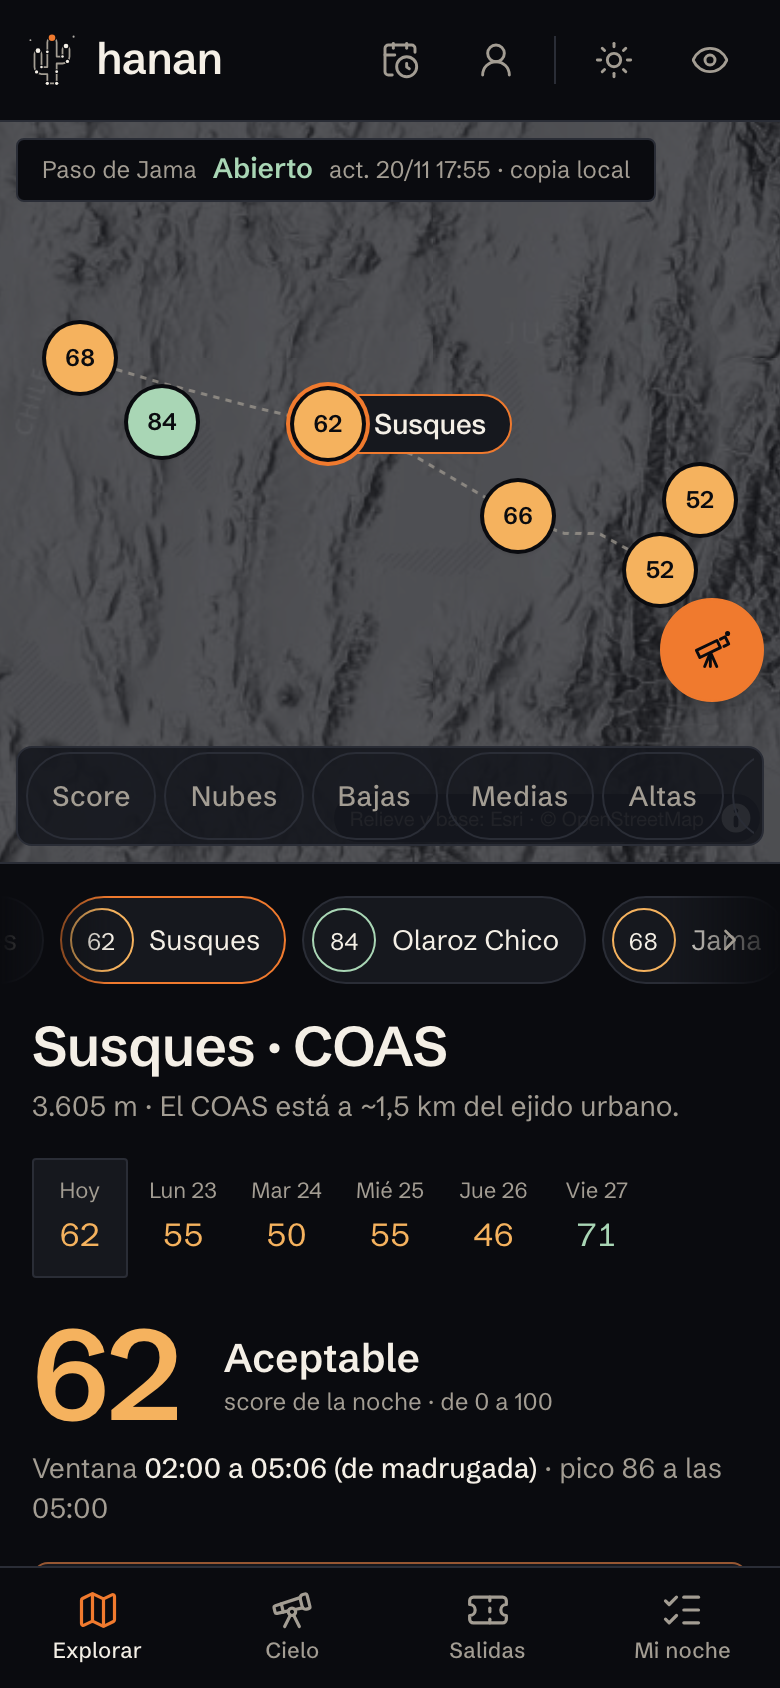 hanan
Paso de Jama Abierto act. 20/11 17:55 · copia local
68
84
62 Susques
66
52
52
Score Nubes Bajas Medias Altas
Relieve y base: Esri · © OpenStreetMap
s 62 Susques 84 Olaroz Chico 68 Jama
Susques · COAS
3.605 m · El COAS está a ~1,5 km del ejido urbano.
Hoy Lun 23 Mar 24 Mié 25 Jue 26 Vie 27
62 55 50 55 46 71
62 Aceptable
score de la noche · de 0 a 100
Ventana 02:00 a 05:06 (de madrugada) · pico 86 a las
05:00
Explorar Cielo Salidas Mi noche